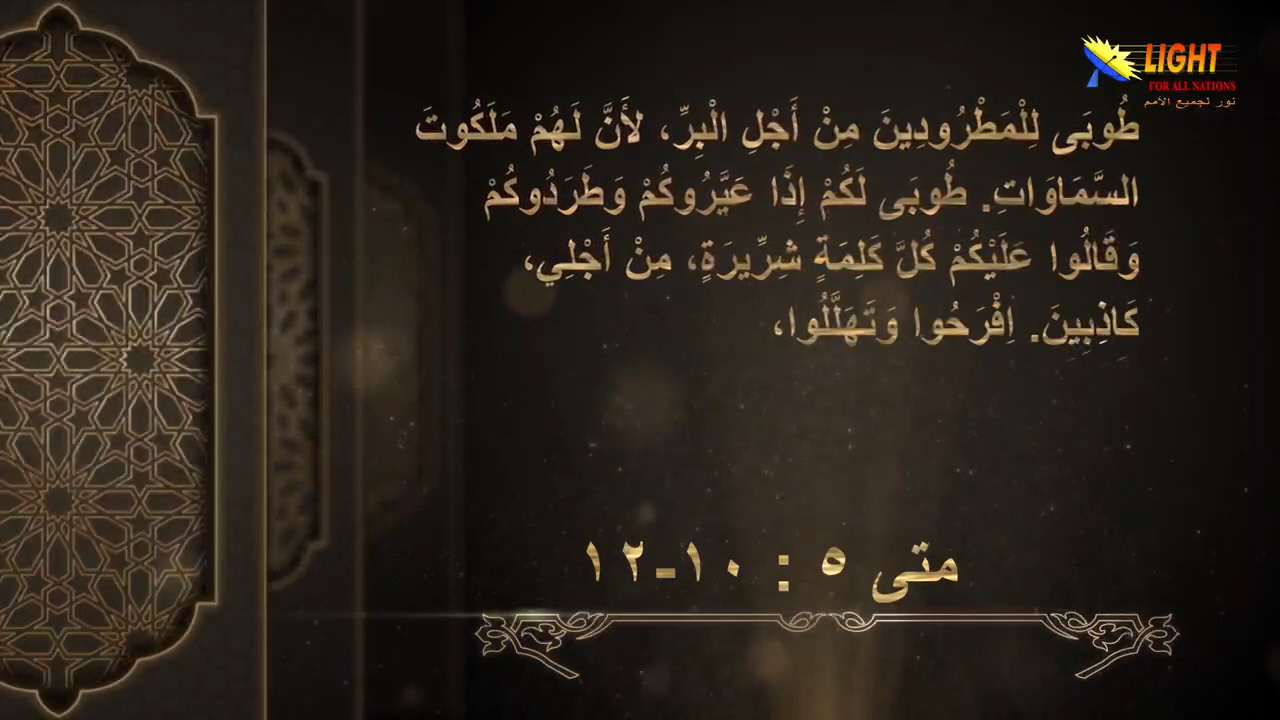 LIGHT
FOR ALL NATIONS
نور لجميع الأمم
طُوبَى لِلْمَطْرُودِينَ مِنْ أَجْلِ الْبِرِّ، لأَنَّ لَهُمْ مَلَكُوتَ
السَّمَاوَاتِ. طُوبَى لَكُمْ إِذَا عَيَّرُوكُمْ وَطَرَدُوكُمْ
وَقَالُوا عَلَيْكُمْ كُلَّ كَلِمَةٍ شِرِّيرَةٍ، مِنْ أَجْلِي،
كَاذِبِينَ. اِفْرَحُوا وَتَهَلَّلُوا،
متى ٥ : ١٠-١٢